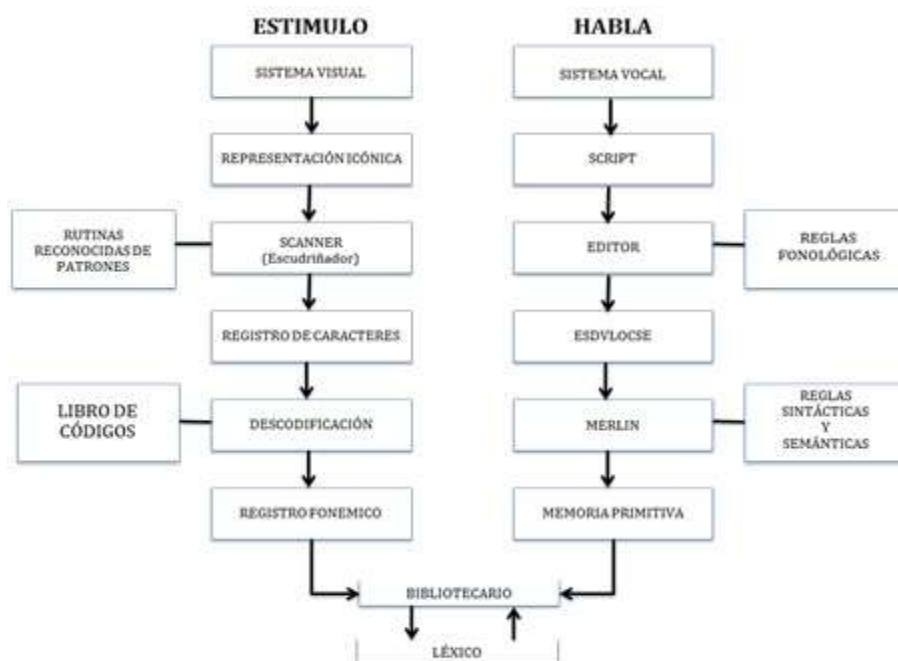 ESTIMULO
HABLA
SISTEMA VISUAL
SISTEMA VOCAL
REPRESENTACIÓN ICÓNICA
SCRIPT
RUTINAS
RECONOCIDAS DE
PATRONES
SCANNER
(Escudriñador)
EDITOR
REGLAS
FONOLÓGICAS
REGISTRO DE CARACTERES
ESDVLOCSE
LIBRO DE
CÓDIGOS
DESCODIFICACIÓN
MERLIN
REGLAS
SINTÁCTICAS
Y
SEMÁNTICAS
REGISTRO FONEMICO
MEMORIA PRIMITIVA
BIBLIOTECARIO
LÉXICO